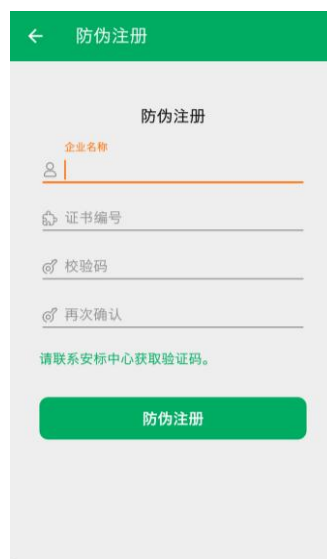 防伪注册
防伪注册
企业名称
证书编号
校验码
再次确认
请联系安标中心获取验证码。
防伪注册